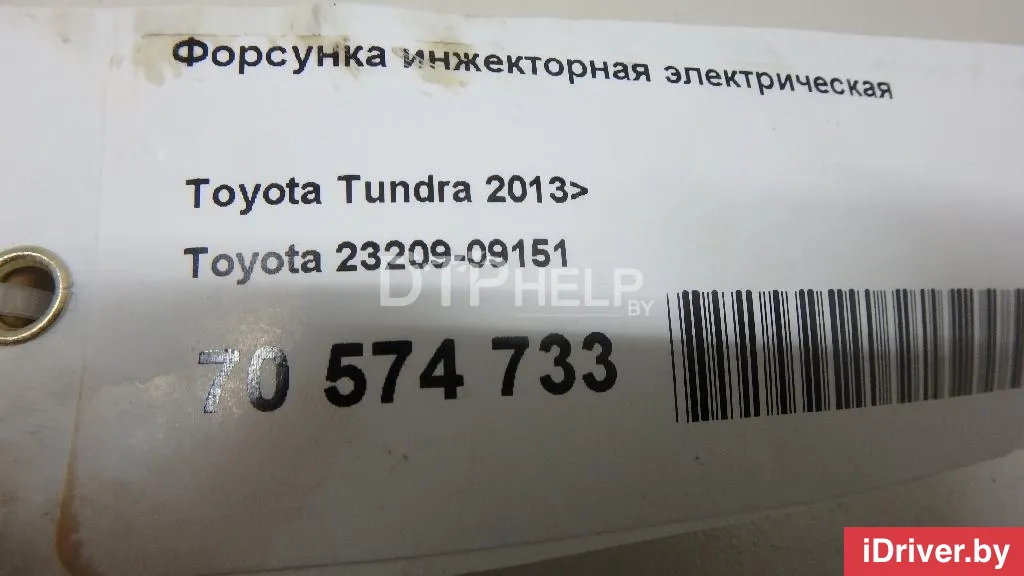 Форсунка инжекторная электрическая
Toyota Tundra 2013>
Toyota 23209-09151
DTPHELP
BY
70 574 733
iDriver.by